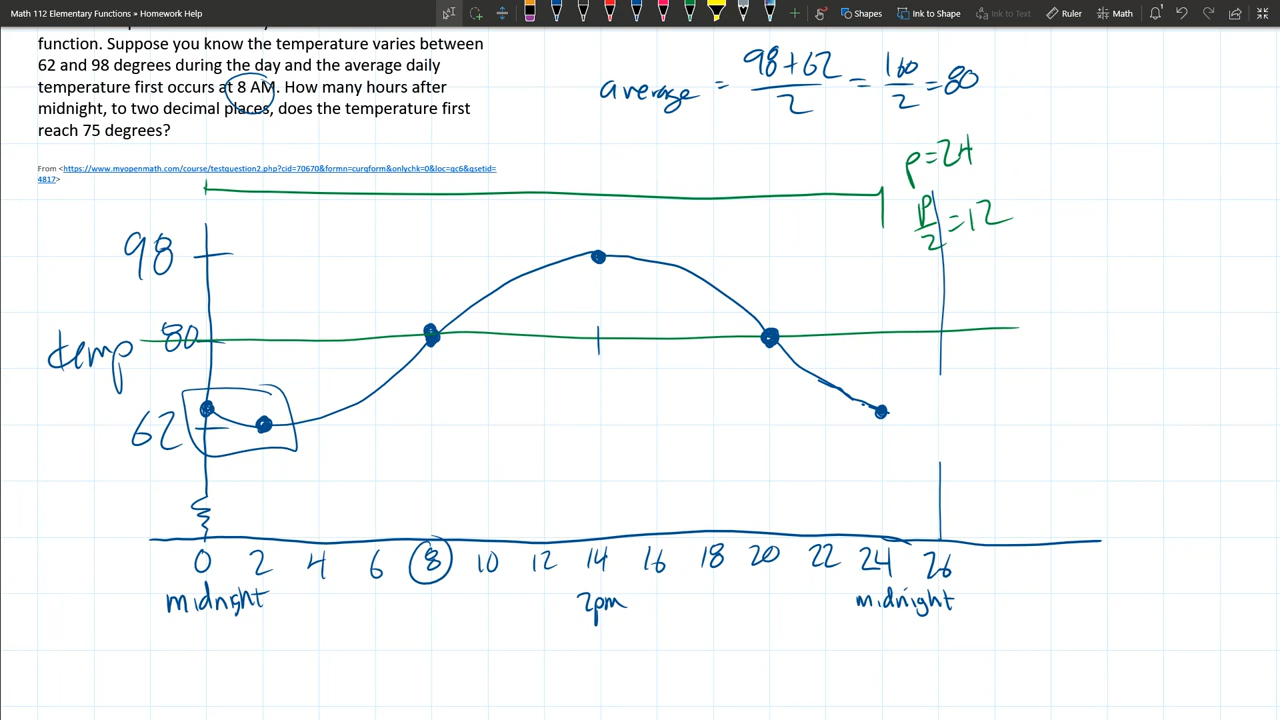 Math 112 Elementary Functions » Homework Help
Shapes Ink to Shape Ink to Text Ruler Math
function. Suppose you know the temperature varies between
62 and 98 degrees during the day and the average daily
temperature first occurs at 8 AM. How many hours after
midnight, to two decimal places, does the temperature first
reach 75 degrees?
From <https://www.myopenmath.com/course/testquestion2.php?cid=70670&formn=curqform&onlychk=0&loc=qc6&qsetid=
4817>
average = 98+62/2 = 160/2 = 80
p=24
p/2=12
98
80
temp
62
0 2 4 6 8 10 12 14 16 18 20 22 24 26
midnight 2pm midnight